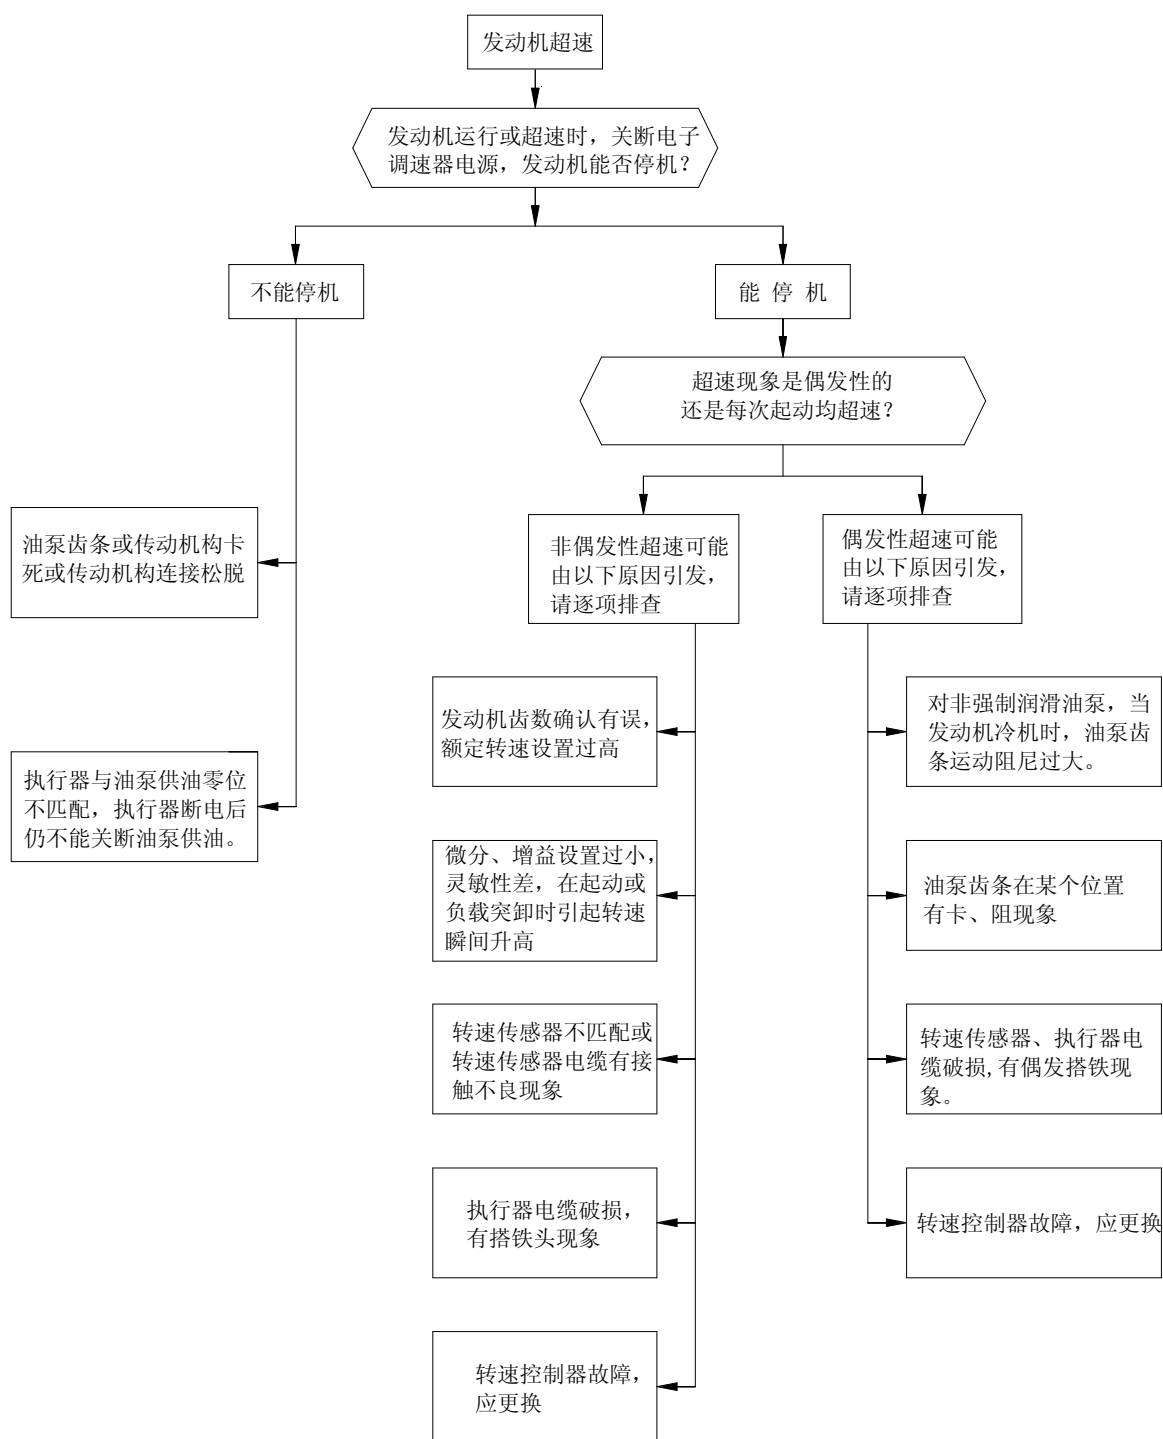 发动机超速
发动机运行或超速时，关断电子
调速器电源，发动机能否停机？
不能停机
能 停 机
超速现象是偶发性的
还是每次起动均超速？
油泵齿条或传动机构卡
死或传动机构连接松脱
执行器与油泵供油零位
不匹配，执行器断电后
仍不能关断油泵供油。
非偶发性超速可能
由以下原因引发，
请逐项排查
偶发性超速可能
由以下原因引发，
请逐项排查
发动机齿数确认有误，
额定转速设置过高
微分、增益设置过小，
灵敏性差，在起动或
负载突卸时引起转速
瞬间升高
转速传感器不匹配或
转速传感器电缆有接
触不良现象
执行器电缆破损，
有搭铁头现象
转速控制器故障，
应更换
对非强制润滑油泵，当
发动机冷机时，油泵齿
条运动阻尼过大。
油泵齿条在某个位置
有卡、阻现象
转速传感器、执行器电
缆破损,有偶发搭铁现
象。
转速控制器故障，应更换